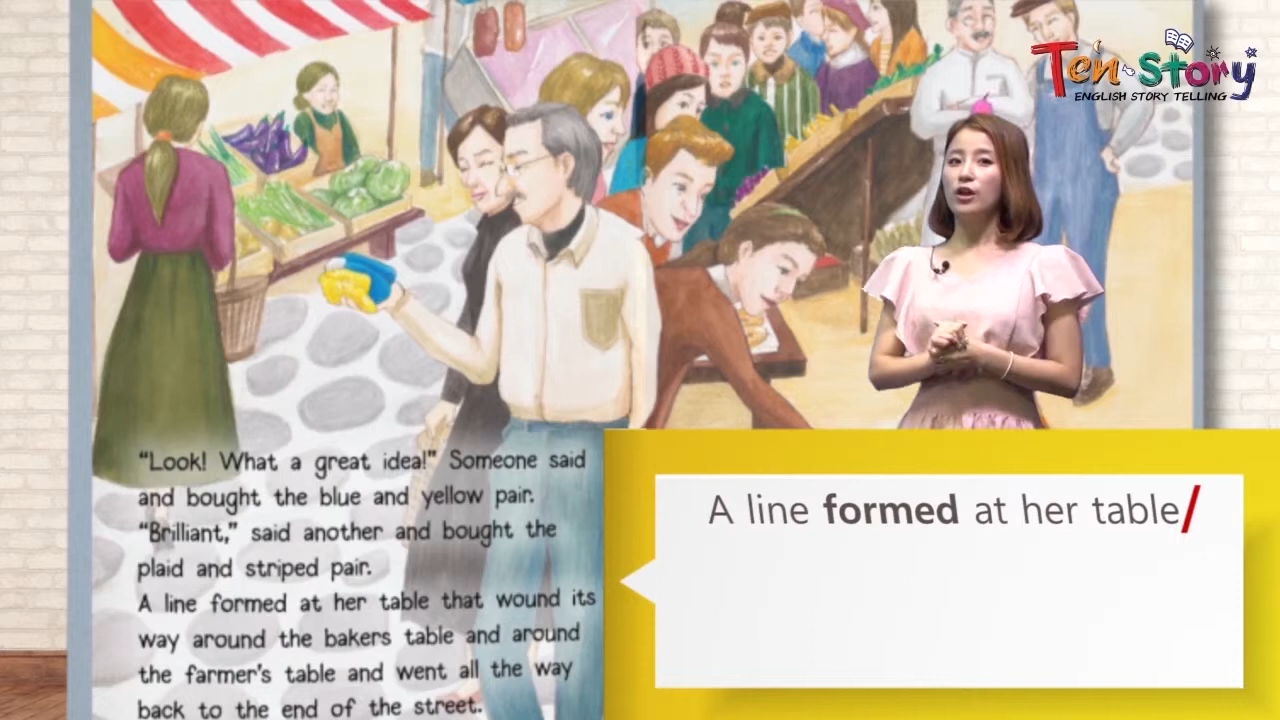 Ten Story
ENGLISH STORY TELLING
“Look! What a great idea!” Someone said
and bought the blue and yellow pair.
“Brilliant,” said another and bought the
plaid and striped pair.
A line formed at her table that wound its
way around the bakers table and around
the farmer's table and went all the way
back to the end of the street.
A line formed at her table/